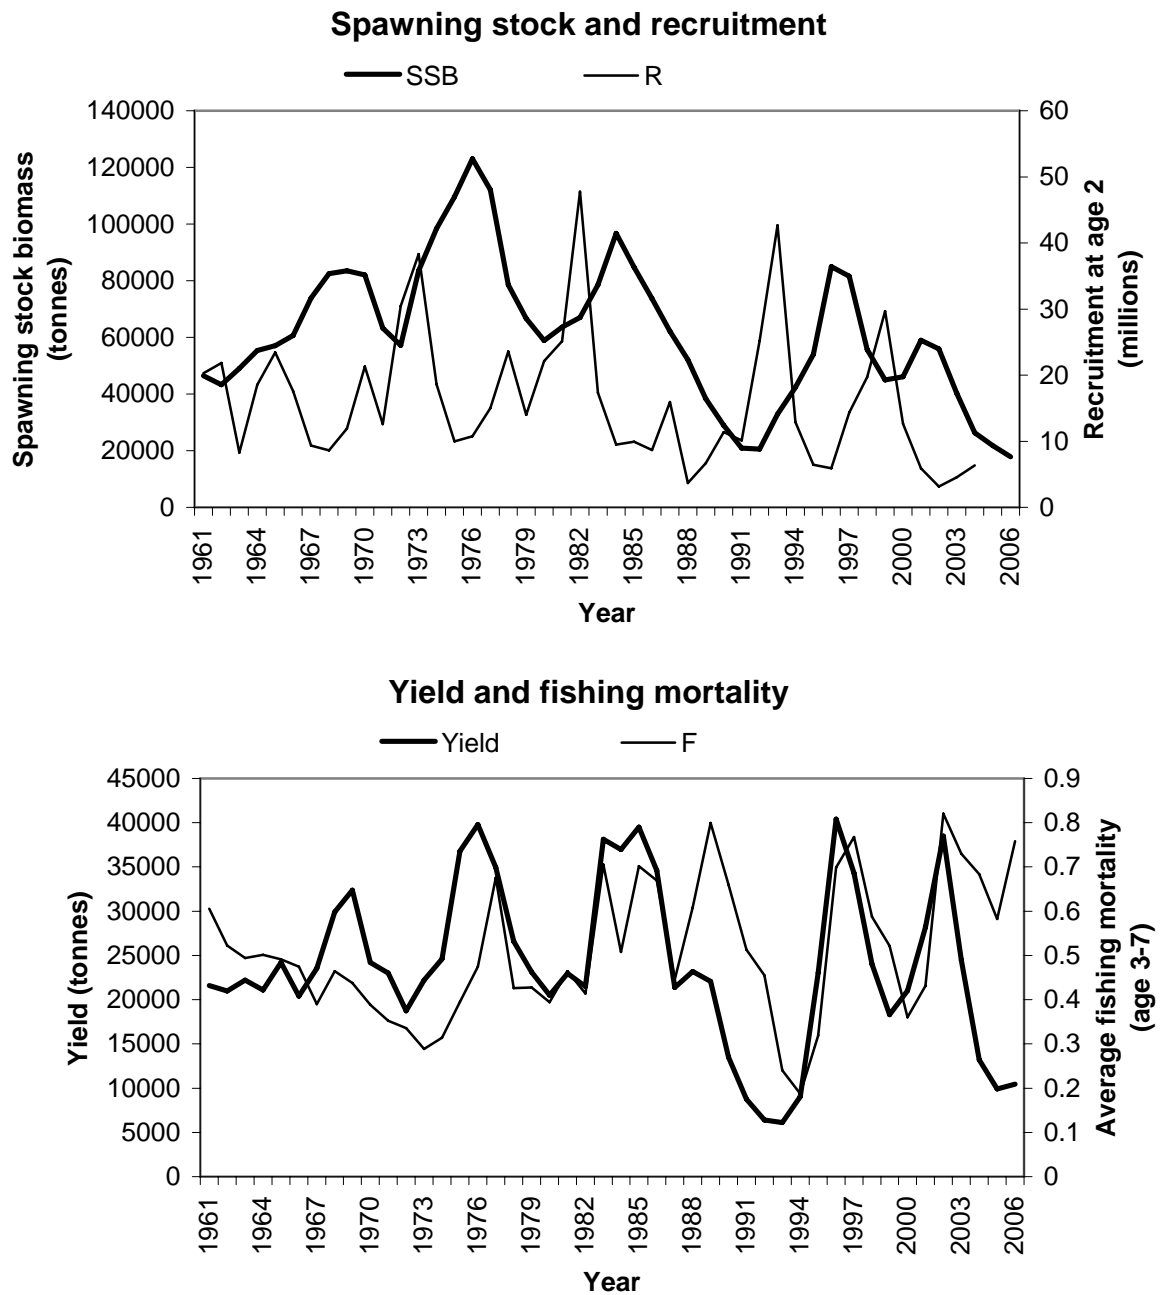 Spawning stock and recruitment
SSB R
140000
120000
100000
80000
60000
40000
20000
0
60
50
40
30
20
10
0
Spawning stock biomass
(tonnes)
Recruitment at age 2
(millions)
1961 1964 1967 1970 1973 1976 1979 1982 1985 1988 1991 1994 1997 2000 2003 2006
Year
Yield and fishing mortality
Yield F
45000
40000
35000
30000
25000
20000
15000
10000
5000
0
0.9
0.8
0.7
0.6
0.5
0.4
0.3
0.2
0.1
0
Yield (tonnes)
Average fishing mortality
(age 3-7)
1961 1964 1967 1970 1973 1976 1979 1982 1985 1988 1991 1994 1997 2000 2003 2006
Year